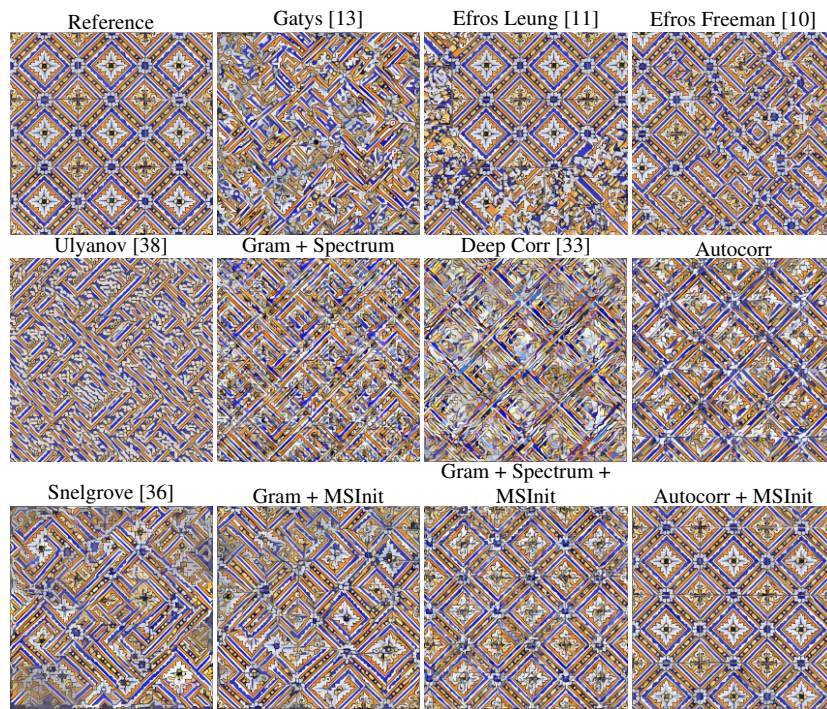 Reference
Gatys [13]
Efros Leung [11]
Efros Freeman [10]
Ulyanov [38]
Gram + Spectrum
Deep Corr [33]
Autocorr
Snelgrove [36]
Gram + MSInit
Gram + Spectrum +
MSInit
Autocorr + MSInit